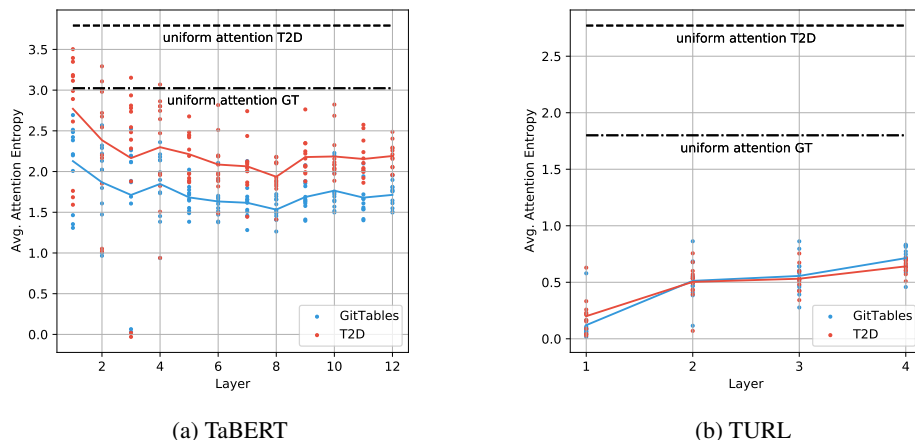 uniform attention T2D
uniform attention GT
3.5
3.0
2.5
2.0
1.5
1.0
0.5
0.0
Avg. Attention Entropy
GitTables
T2D
2
4
6
8
10
12
Layer
(a) TaBERT
uniform attention T2D
uniform attention GT
2.5
2.0
1.5
1.0
0.5
0.0
Avg. Attention Entropy
GitTables
T2D
1
2
3
4
Layer
(b) TURL